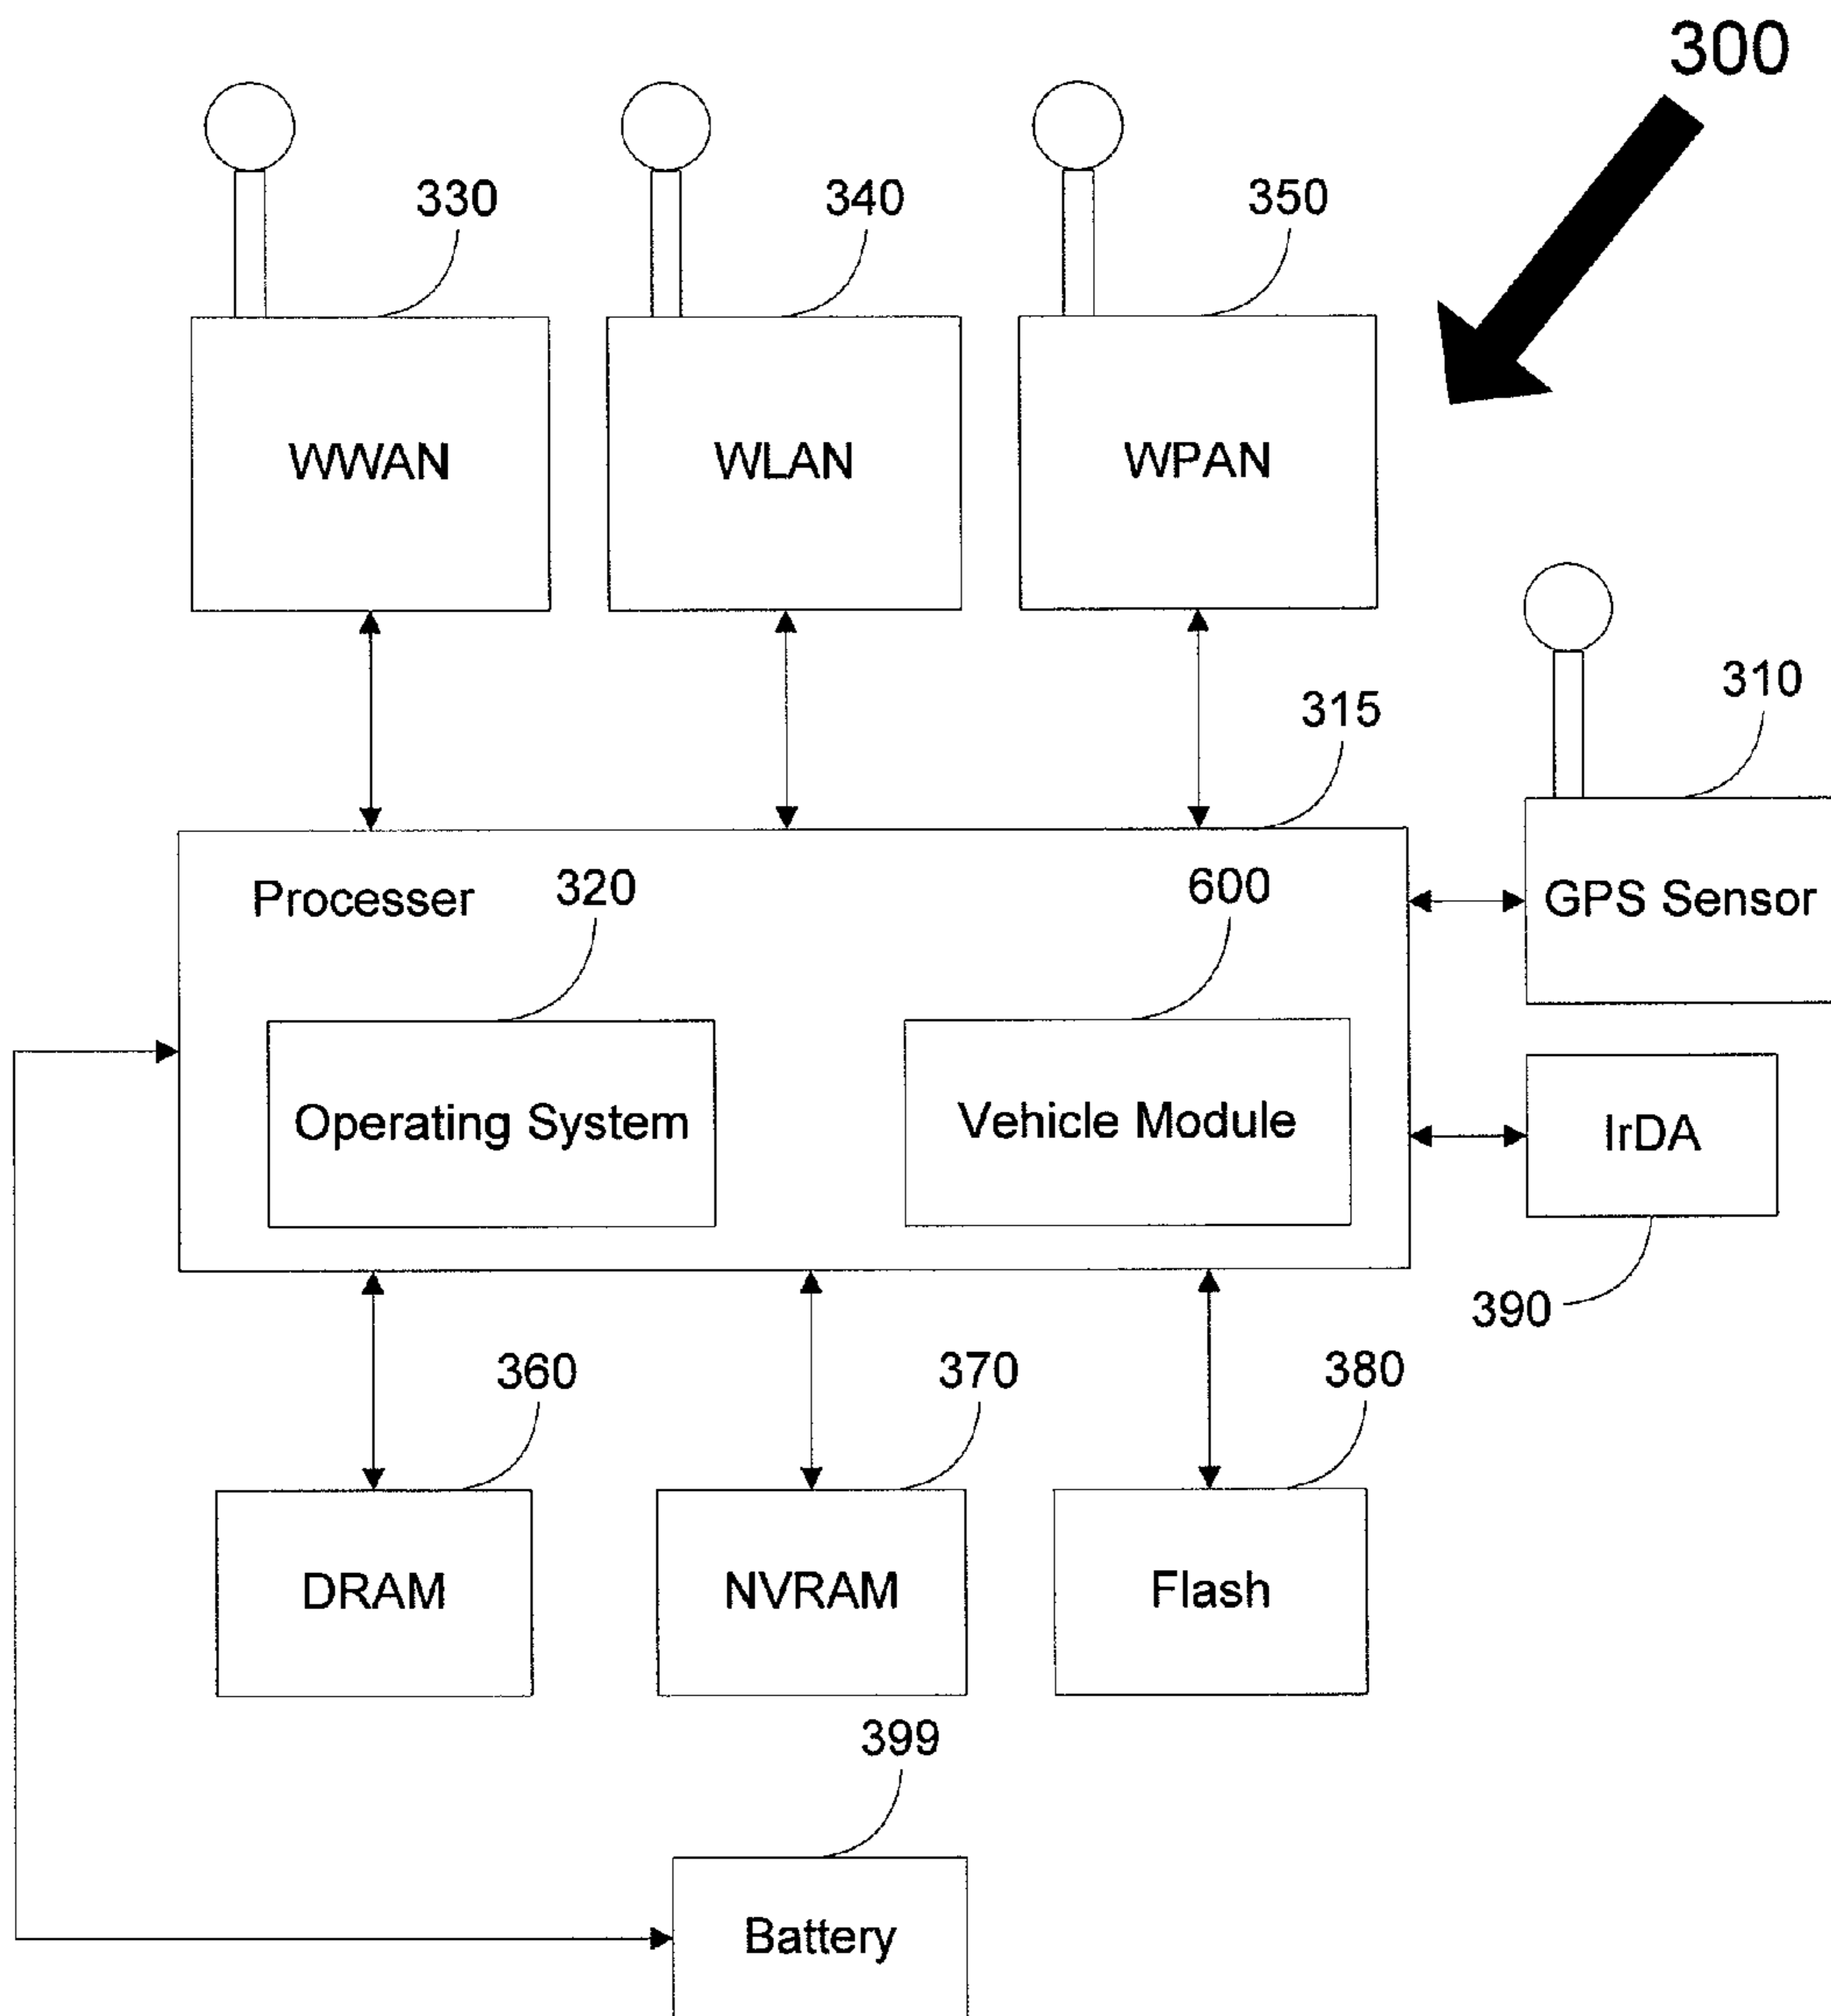 300
330
340
350
WWAN
WLAN
WPAN
310
315
Processer
320
600
GPS Sensor
Operating System
Vehicle Module
IrDA
390
360
370
380
DRAM
NVRAM
Flash
399
Battery